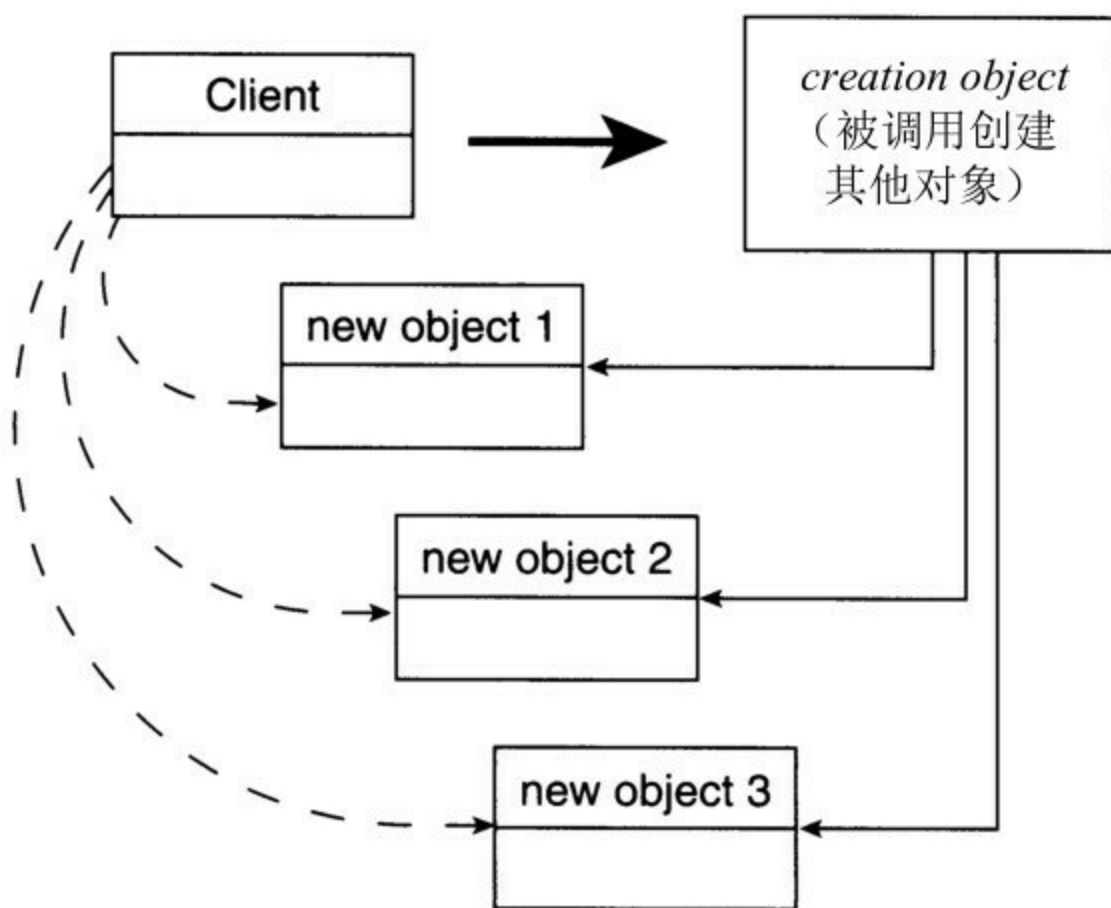 Client
creation object
（被调用创建
其他对象）
new object 1
new object 2
new object 3